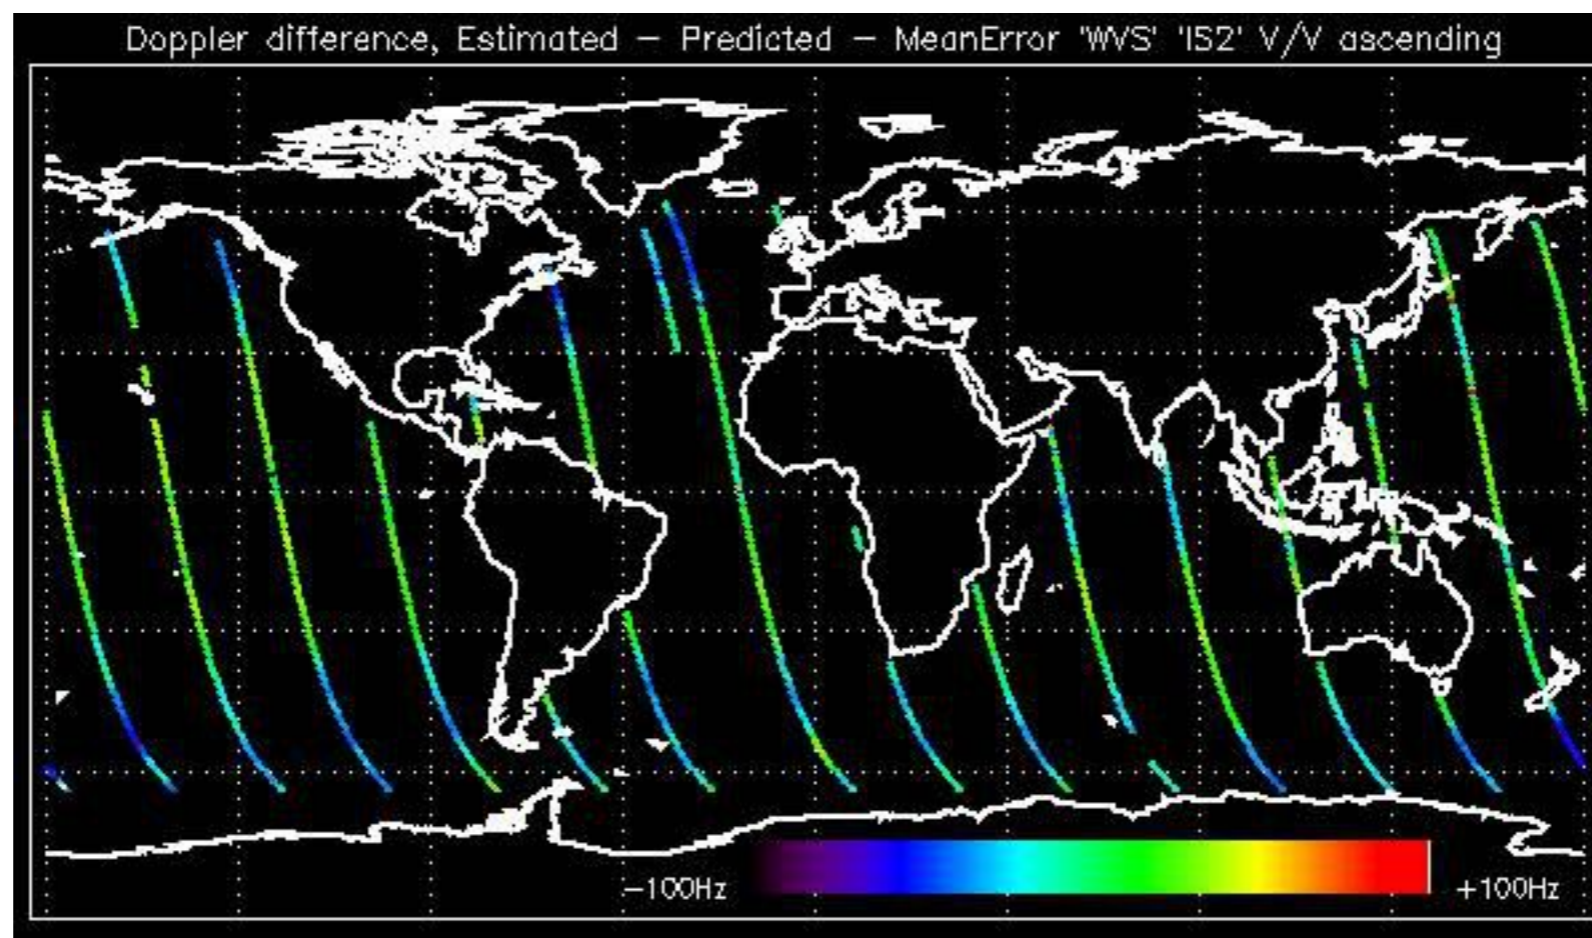 Doppler difference, Estimated — Predicted — MeanError 'WVS' 'IS2' V/V ascending
−100Hz
+100Hz